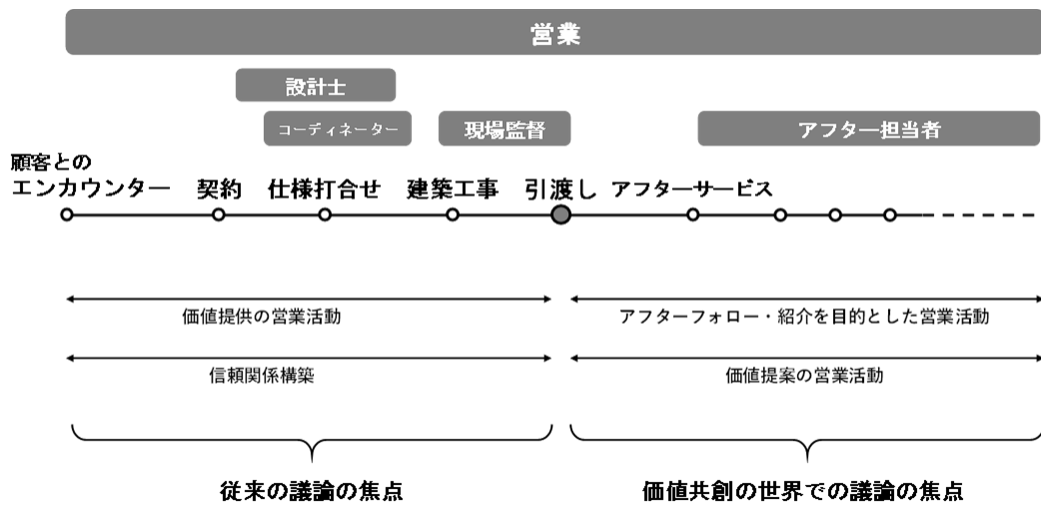 営業
設計士
コーディネーター
現場監督
アフター担当者
顧客との
エンカウンター
契約
仕様打合せ
建築工事
引渡し
アフターサービス
価値提供の営業活動
アフターフォロー・紹介を目的とした営業活動
信頼関係構築
価値提案の営業活動
従来の議論の焦点
価値共創の世界での議論の焦点